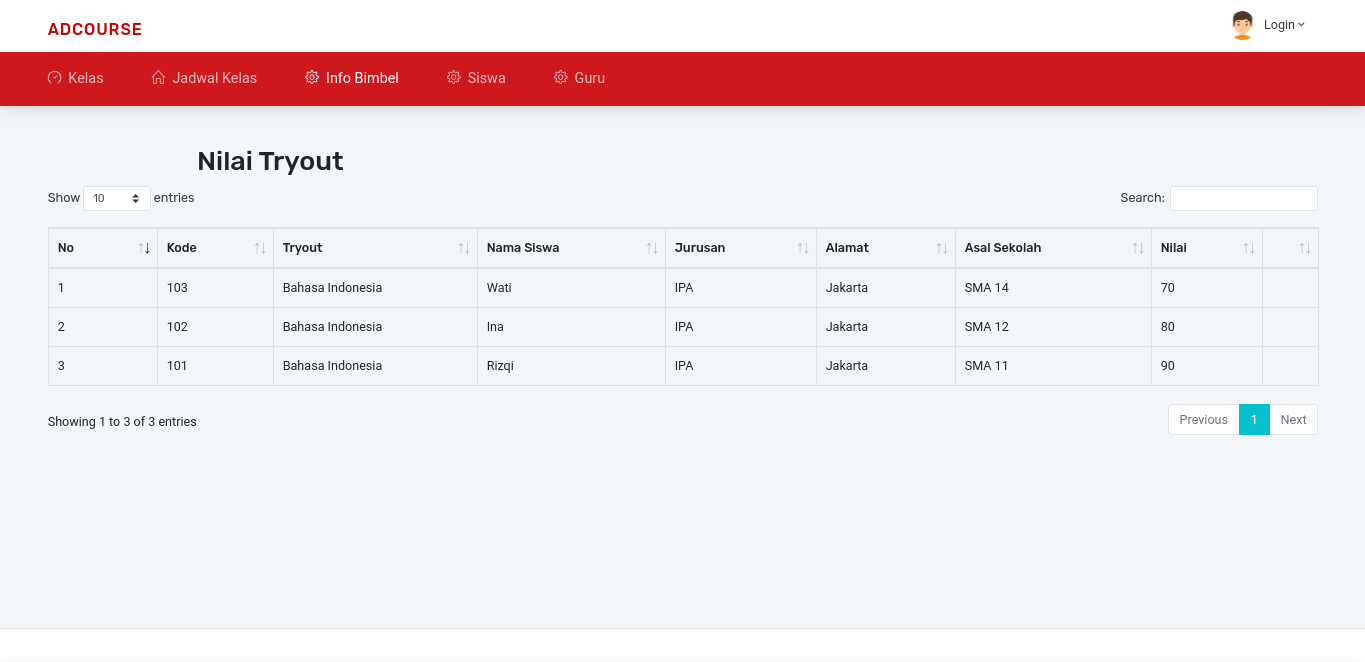 ADCOURSE
Login
Kelas Jadwal Kelas Info Bimbel Siswa Guru
Nilai Tryout
Show 10 entries Search:
No Kode Tryout Nama Siswa Jurusan Alamat Asal Sekolah Nilai
1 103 Bahasa Indonesia Wati IPA Jakarta SMA 14 70
2 102 Bahasa Indonesia Ina IPA Jakarta SMA 12 80
3 101 Bahasa Indonesia Rizqi IPA Jakarta SMA 11 90
Showing 1 to 3 of 3 entries
Previous 1 Next